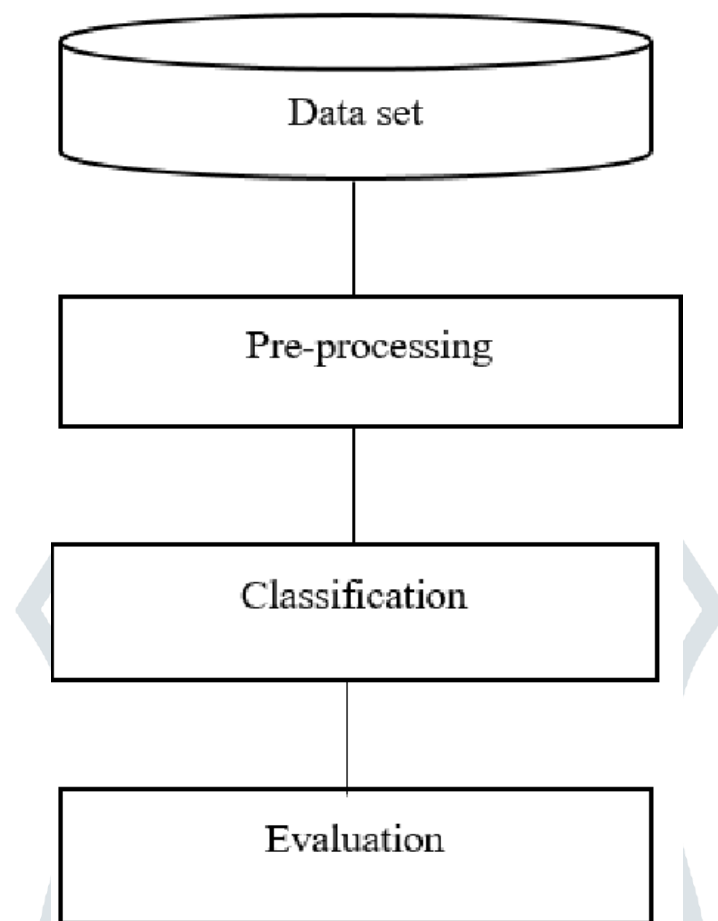 Data set
Pre-processing
Classification
Evaluation